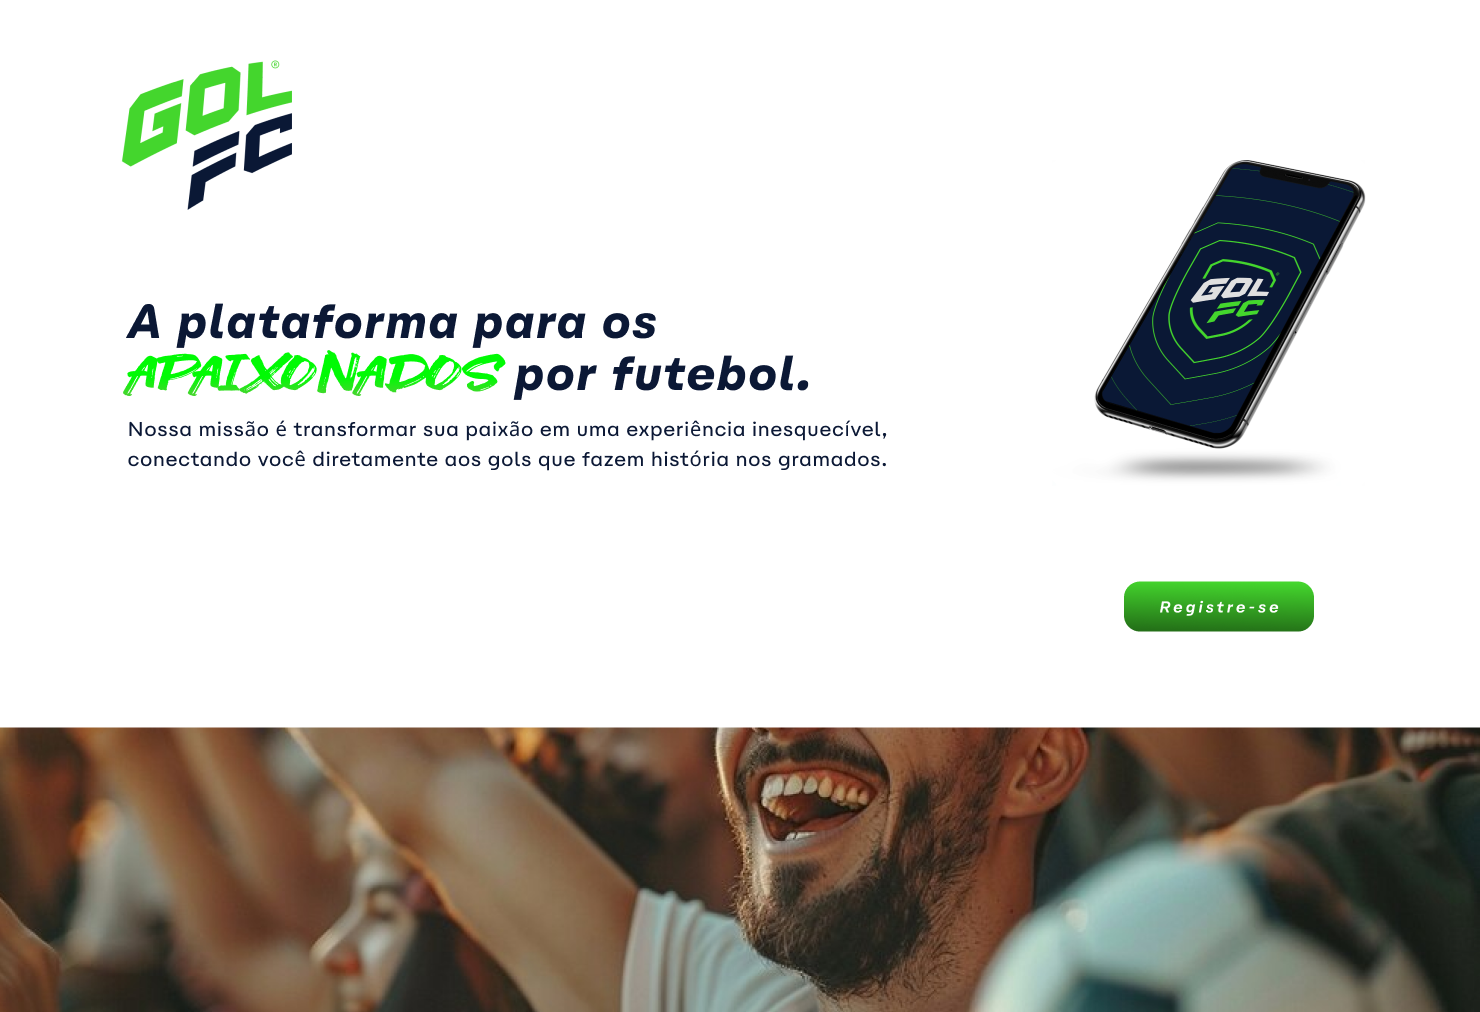 GOL®
FC
A plataforma para os
APAIXONADOS por futebol.
Nossa missão é transformar sua paixão em uma experiência inesquecível,
conectando você diretamente aos gols que fazem história nos gramados.
GOL
FC
Registre-se